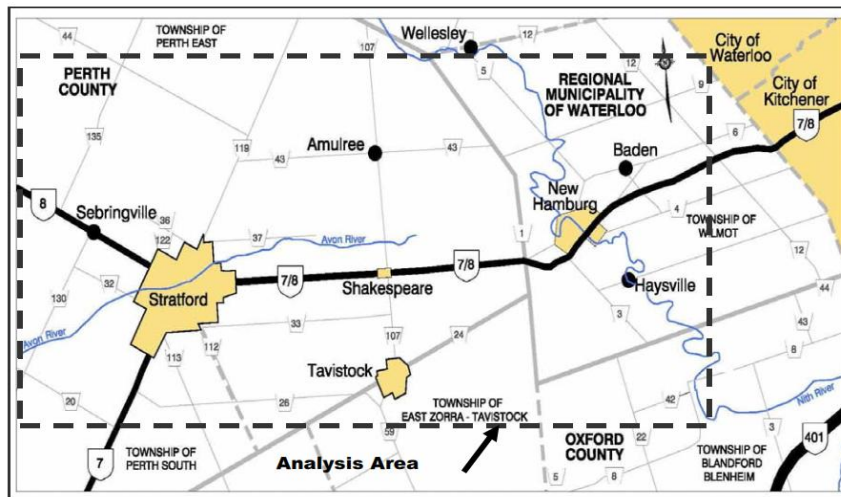 44
TOWNSHIP OF
PERTH EAST
107
Wellesley
12
City of
Waterloo
PERTH
COUNTY
5
REGIONAL
MUNICIPALITY
OF WATERLOO
12
9
City of
Kitchener
7/8
135
119
43
Amulree
43
Baden
6
8
Sebringville
36
122
37
Avon River
New
Hamburg
4
TOWNSHIP OF
WILMOT
1
12
130
32
Stratford
7/8
Shakespeare
7/8
Haysville
44
Avon River
33
107
24
3
43
113
112
Tavistock
8
20
26
TOWNSHIP OF
EAST ZORRA - TAVISTOCK
42
Nith River
59
3
7
TOWNSHIP OF
PERTH SOUTH
Analysis Area
OXFORD
COUNTY
22
5
8
TOWNSHIP OF
BLANDFORD
BLENHEIM
401